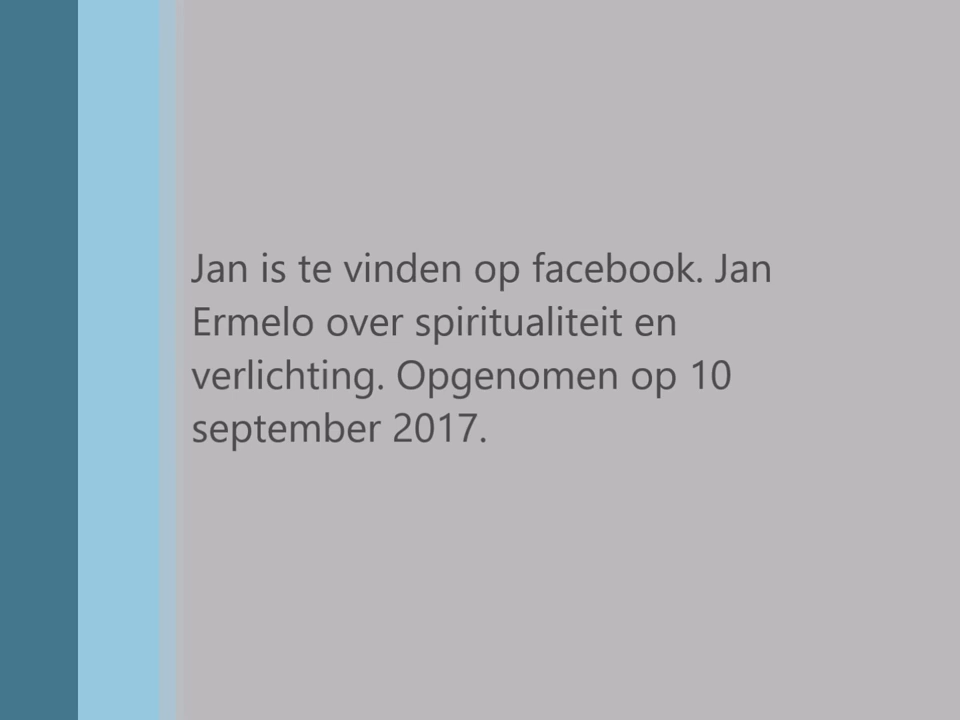 Jan is te vinden op facebook. Jan
Ermelo over spiritualiteit en
verlichting. Opgenomen op 10
september 2017.